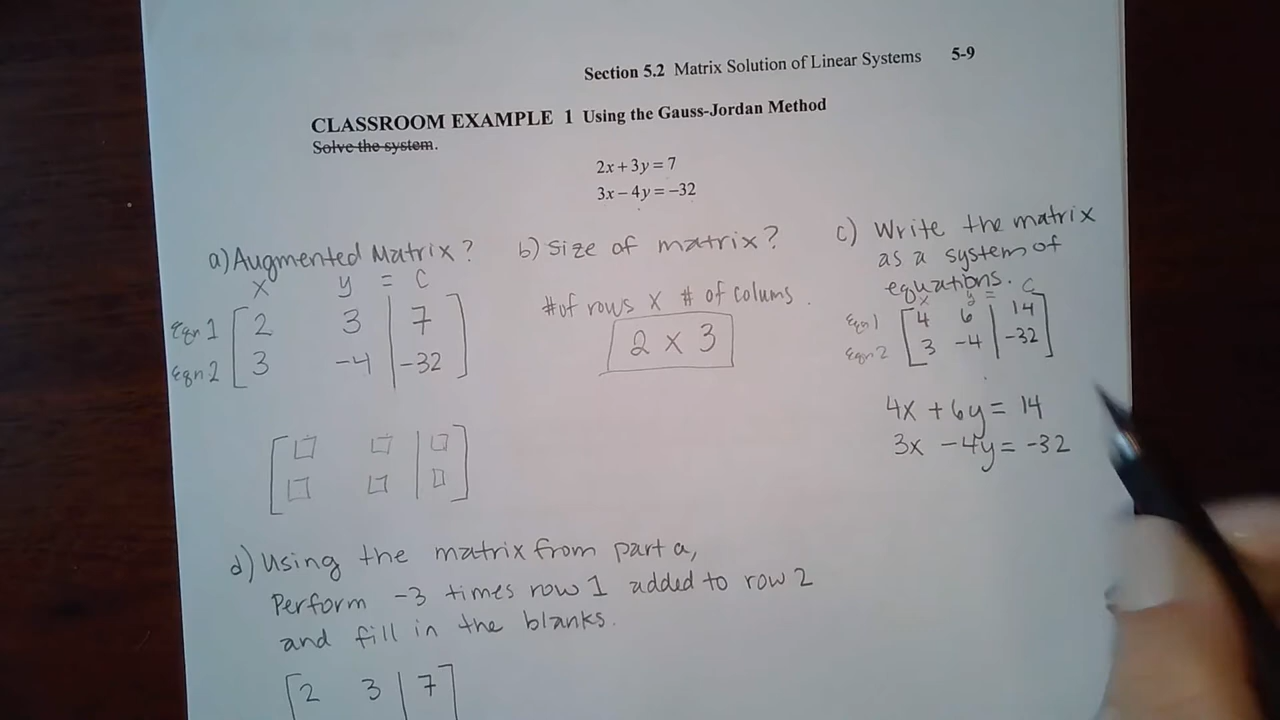 Section 5.2 Matrix Solution of Linear Systems 5-9
CLASSROOM EXAMPLE 1 Using the Gauss-Jordan Method
Solve the system.
2x + 3y = 7
3x – 4y = –32
a) Augmented Matrix?
x y = C
Eqn 1 [ 2 3 | 7 ]
Eqn 2 [ 3 -4 | -32 ]
b) Size of matrix?
# of rows x # of colums.
2 x 3
c) Write the matrix
as a system of
equations.
x y = C
Eqn 1 [ 4 6 | 14 ]
Eqn 2 [ 3 -4 | -32 ]
4x + 6y = 14
3x - 4y = -32
[ □ □ | □ ]
[ □ □ | □ ]
d) Using the matrix from part a,
Perform -3 times row 1 added to row 2
and fill in the blanks.
[ 2 3 | 7 ]